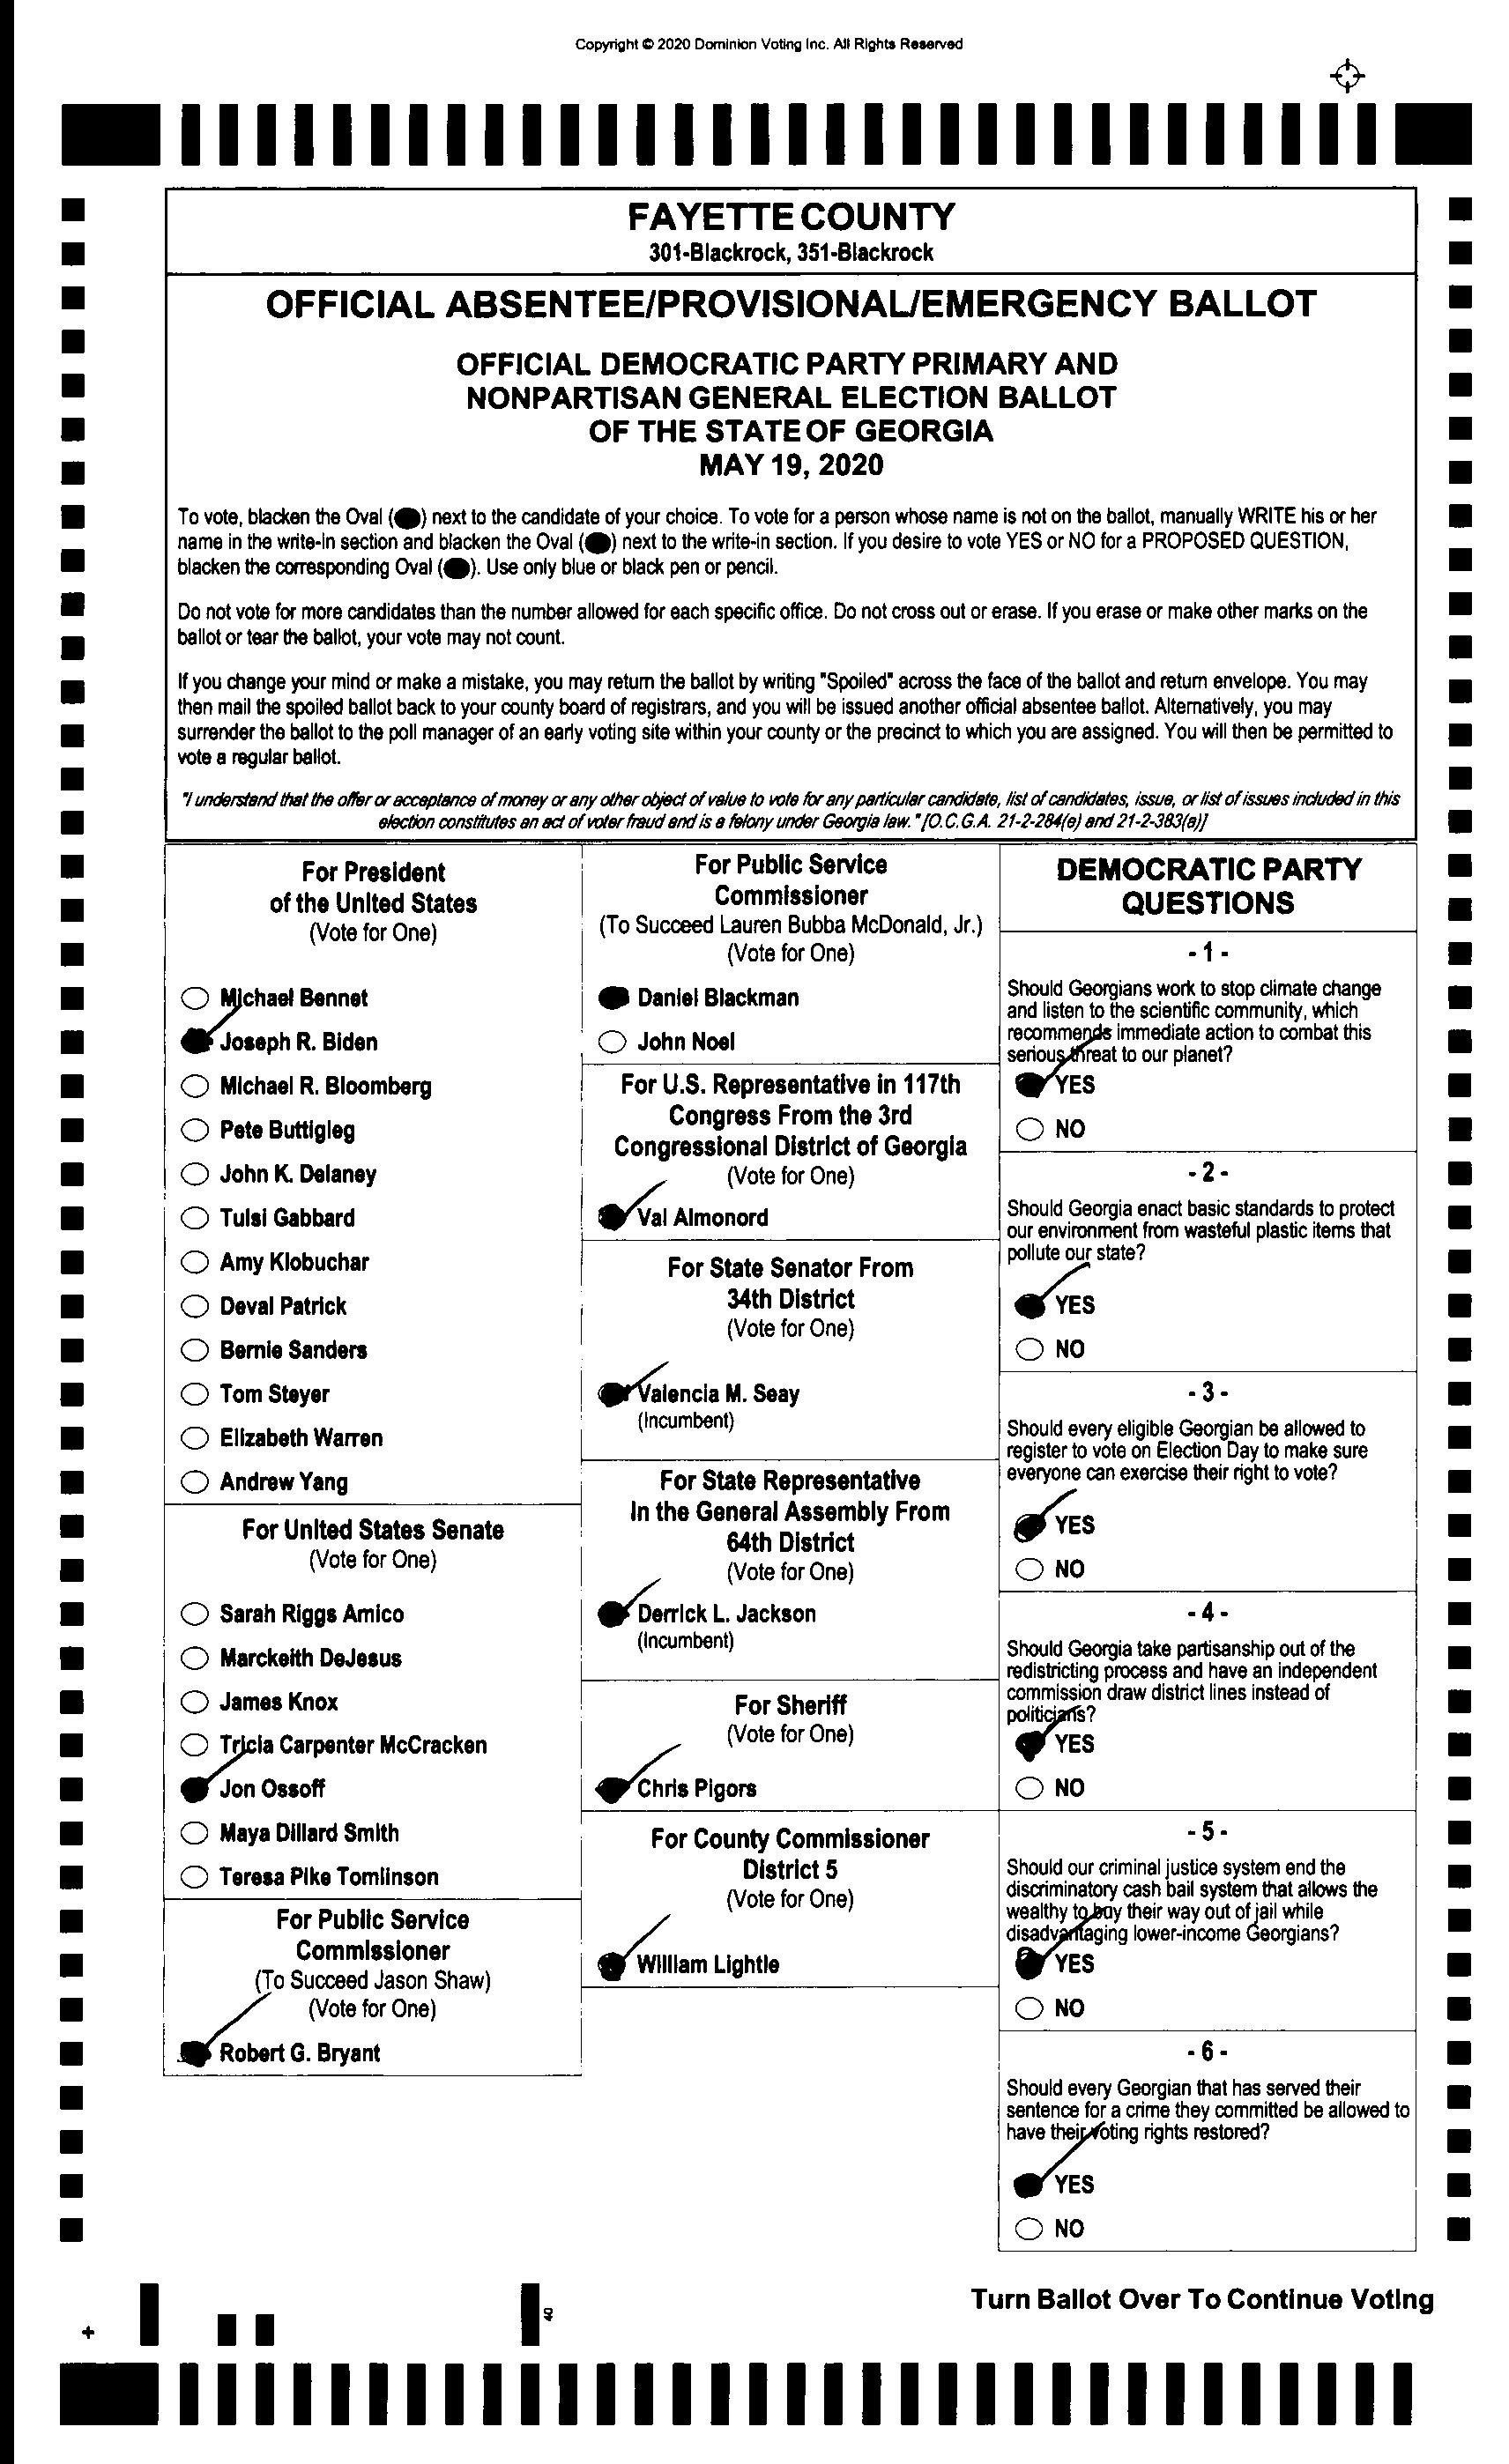 Copyright © 2020 Dominion Voting Inc. All Rights Reserved
FAYETTE COUNTY
301-Blackrock, 351-Blackrock
OFFICIAL ABSENTEE/PROVISIONAL/EMERGENCY BALLOT
OFFICIAL DEMOCRATIC PARTY PRIMARY AND
NONPARTISAN GENERAL ELECTION BALLOT
OF THE STATE OF GEORGIA
MAY 19, 2020
To vote, blacken the Oval ( ) next to the candidate of your choice. To vote for a person whose name is not on the ballot, manually WRITE his or her
name in the write-in section and blacken the Oval ( ) next to the write-in section. If you desire to vote YES or NO for a PROPOSED QUESTION,
blacken the corresponding Oval ( ). Use only blue or black pen or pencil.
Do not vote for more candidates than the number allowed for each specific office. Do not cross out or erase. If you erase or make other marks on the
ballot or tear the ballot, your vote may not count.
If you change your mind or make a mistake, you may return the ballot by writing "Spoiled" across the face of the ballot and return envelope. You may
then mail the spoiled ballot back to your county board of registrars, and you will be issued another official absentee ballot. Alternatively, you may
surrender the ballot to the poll manager of an early voting site within your county or the precinct to which you are assigned. You will then be permitted to
vote a regular ballot.
"I understand that the offer or acceptance of money or any other object of value to vote for any particular candidate, list of candidates, issue, or list of issues included in this
election constitutes an act of voter fraud and is a felony under Georgia law." [O.C.G.A. 21-2-284(e) and 21-2-383(a)]
For President
of the United States
(Vote for One)
Michael Bennet
Joseph R. Biden
Michael R. Bloomberg
Pete Buttigieg
John K. Delaney
Tulsi Gabbard
Amy Klobuchar
Deval Patrick
Bernie Sanders
Tom Steyer
Elizabeth Warren
Andrew Yang
For United States Senate
(Vote for One)
Sarah Riggs Amico
Marckeith DeJesus
James Knox
Tricia Carpenter McCracken
Jon Ossoff
Maya Dillard Smith
Teresa Pike Tomlinson
For Public Service
Commissioner
(To Succeed Jason Shaw)
(Vote for One)
Robert G. Bryant
For Public Service
Commissioner
(To Succeed Lauren Bubba McDonald, Jr.)
(Vote for One)
Daniel Blackman
John Noel
For U.S. Representative in 117th
Congress From the 3rd
Congressional District of Georgia
(Vote for One)
Val Almonord
For State Senator From
34th District
(Vote for One)
Valencia M. Seay
(Incumbent)
For State Representative
In the General Assembly From
64th District
(Vote for One)
Derrick L. Jackson
(Incumbent)
For Sheriff
(Vote for One)
Chris Pigors
For County Commissioner
District 5
(Vote for One)
William Lightle
DEMOCRATIC PARTY
QUESTIONS
- 1 -
Should Georgians work to stop climate change
and listen to the scientific community, which
recommends immediate action to combat this
serious threat to our planet?
YES
NO
- 2 -
Should Georgia enact basic standards to protect
our environment from wasteful plastic items that
pollute our state?
YES
NO
- 3 -
Should every eligible Georgian be allowed to
register to vote on Election Day to make sure
everyone can exercise their right to vote?
YES
NO
- 4 -
Should Georgia take partisanship out of the
redistricting process and have an independent
commission draw district lines instead of
politicians?
YES
NO
- 5 -
Should our criminal justice system end the
discriminatory cash bail system that allows the
wealthy to buy their way out of jail while
disadvantaging lower-income Georgians?
YES
NO
- 6 -
Should every Georgian that has served their
sentence for a crime they committed be allowed to
have their voting rights restored?
YES
NO
Turn Ballot Over To Continue Voting